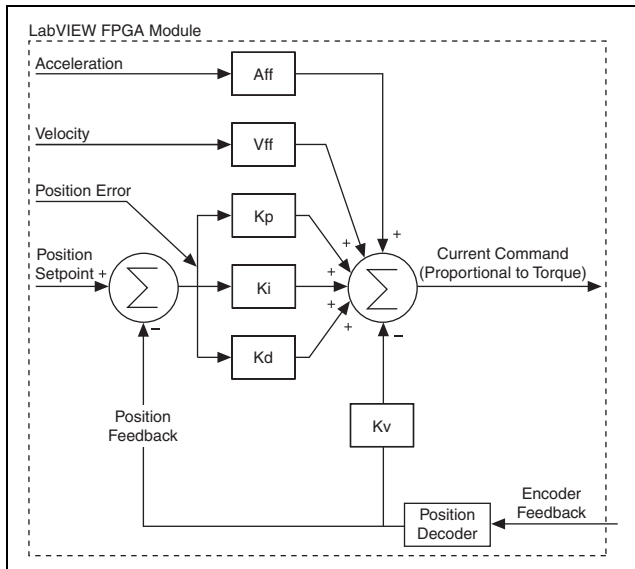 LabVIEW FPGA Module
Acceleration
Aff
+
Velocity
Vff
+
Position Error
Kp
+
Position
Setpoint +
Σ
−
Ki
+
Σ
−
Current Command
(Proportional to Torque)
Kd
+
Position
Feedback
Kv
Position
Decoder
Encoder
Feedback